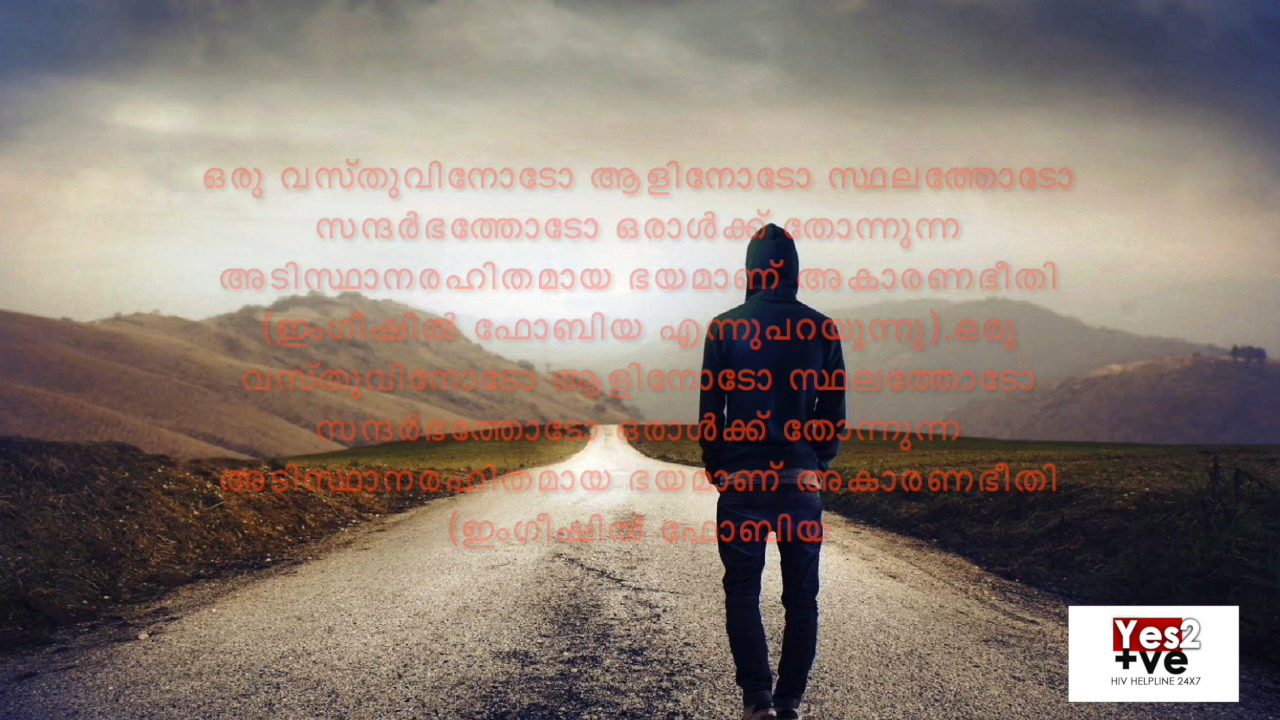 ഒരു വസ്തുവിനോടോ ആളിനോടോ സ്ഥലത്തോടോ
സന്ദർഭത്തോടോ ഒരാൾക്ക് തോന്നുന്ന
അടിസ്ഥാനരഹിതമായ ഭയമാണ് അകാരണഭീതി
(ഇംഗീഷിൽ ഫോബിയ എന്നുപറയൂന്നു).ഒരു
വസ്തുവിനോടോ ആളിനോടോ സ്ഥലത്തോടോ
സന്ദർഭത്തോടോ ഒരാൾക്ക് തോന്നുന്ന
അടിസ്ഥാനരഹിതമായ ഭയമാണ് അകാരണഭീതി
(ഇംഗീഷിൽ ഫോബിയ
Yes2
+ve
HIV HELPLINE 24X7